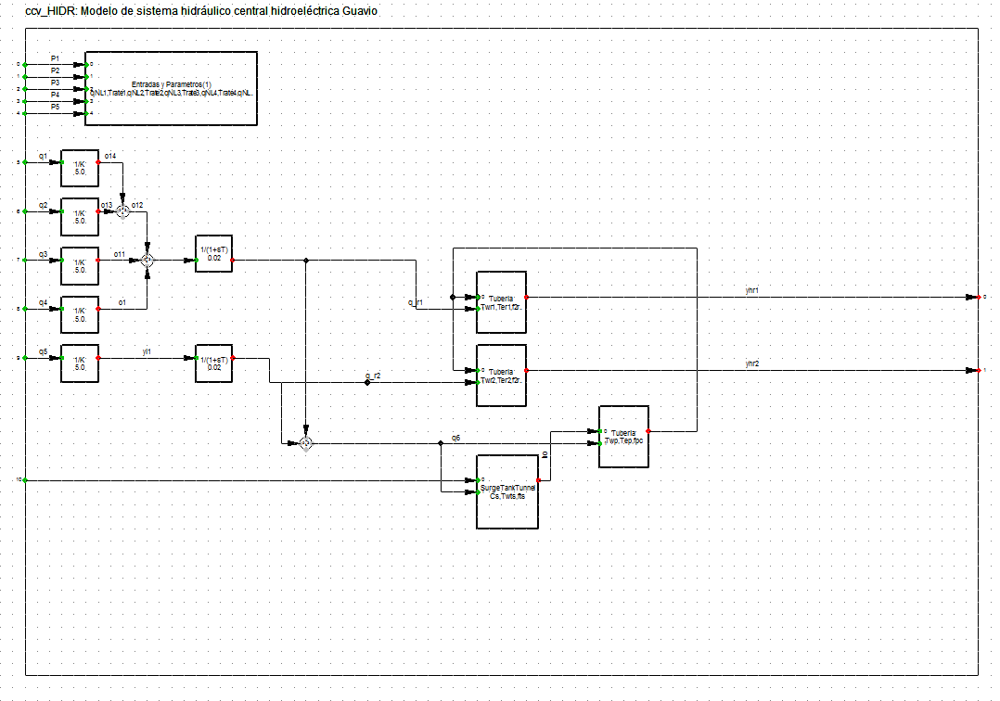 ccv_HIDR: Modelo de sistema hidráulico central hidroeléctrica Guavio
P1
P2
P3
P4
P5
Entradas y Parametros(1)
qNL1,Trate1,qNL2,Trate2,qNL3,Trate3,qNL4,Trate4,qNL.
q1
1/K
5.0.
o14
q2
1/K
5.0.
o13
o12
q3
1/K
5.0.
o11
1/(1+sT)
0.02
q4
1/K
5.0.
o1
q_r1
Tuberia
Twr1,Ter1,f2r.
yhr1
q5
1/K
5.0.
yi1
1/(1+sT)
0.02
q_r2
Tuberia
Twr2,Ter2,f2r.
yhr2
q6
Tuberia
Twp,Tep,fpc
SurgeTankTunnel
Cs,Twts,fts